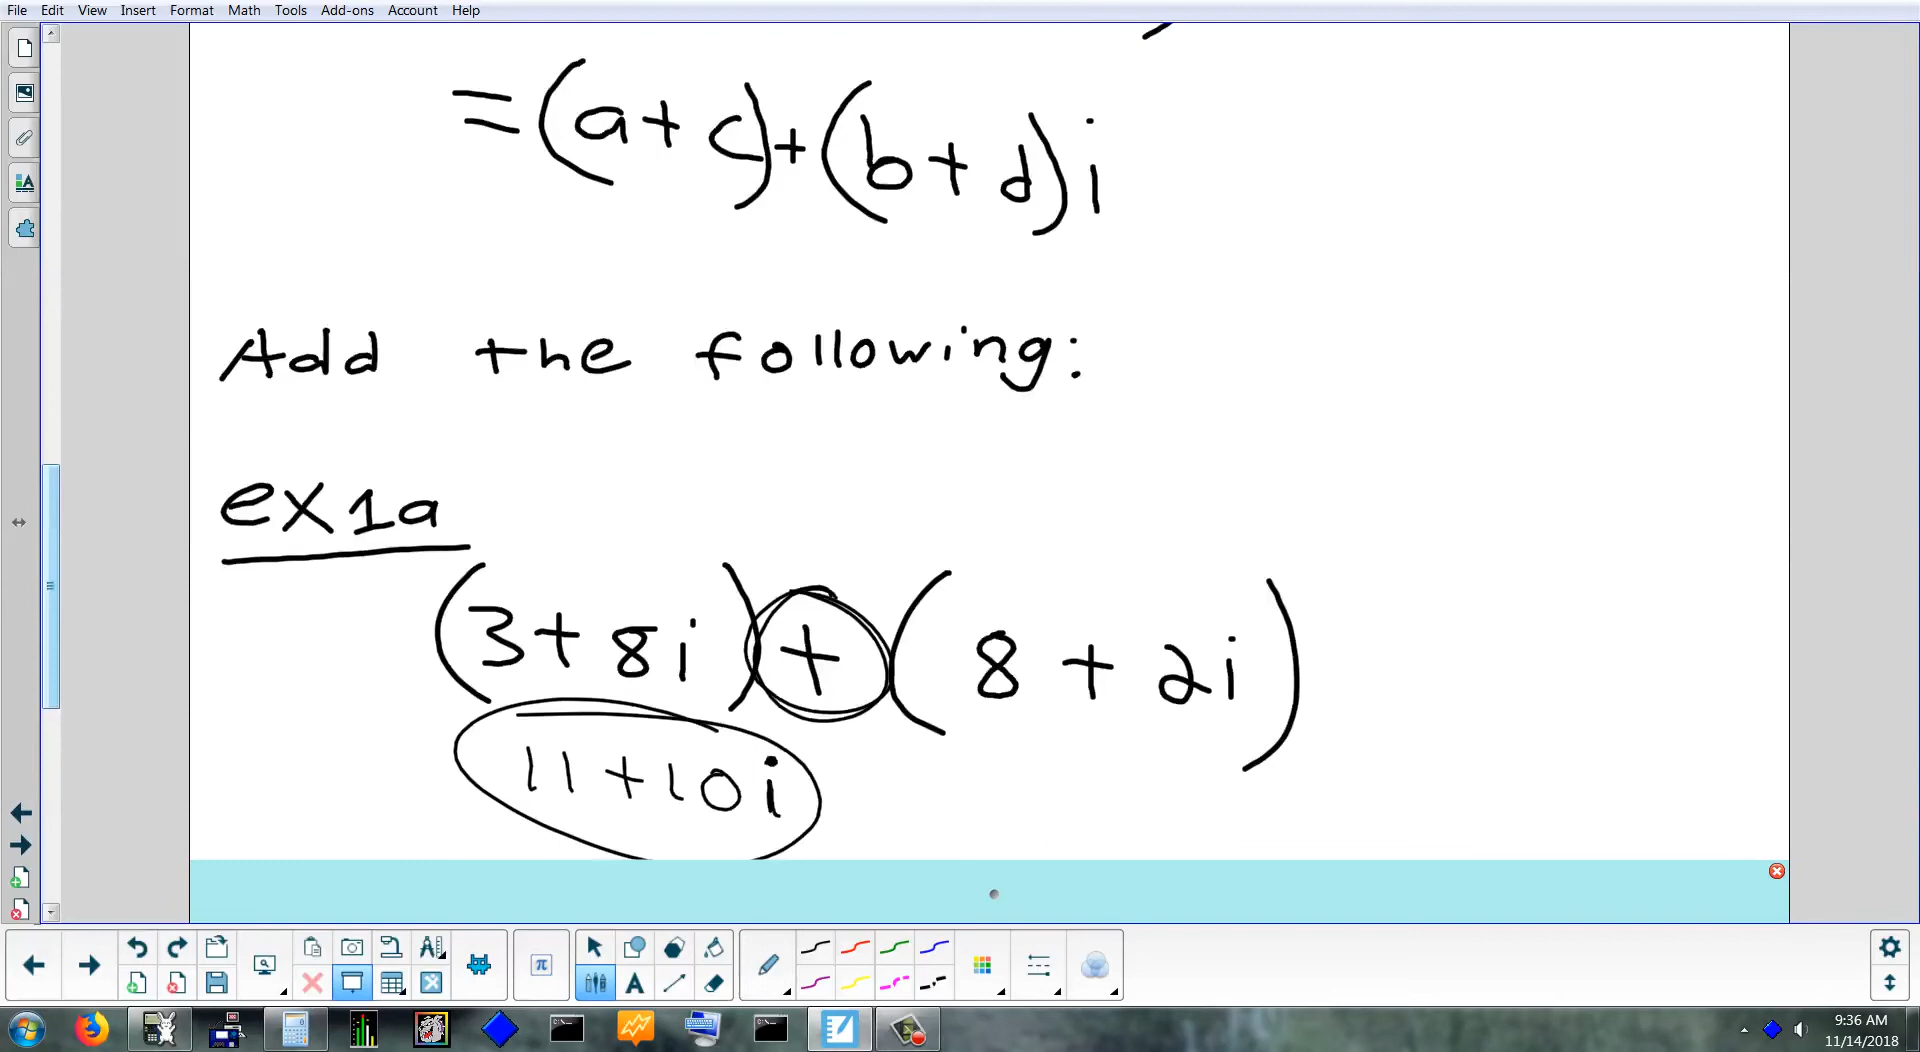 File Edit View Insert Format Math Tools Add-ons Account Help
=(a+c)+(b+d)i
Add the following:
ex1a
(3+8i)+(8+2i)
11+10i
π
A
9:36 AM
11/14/2018